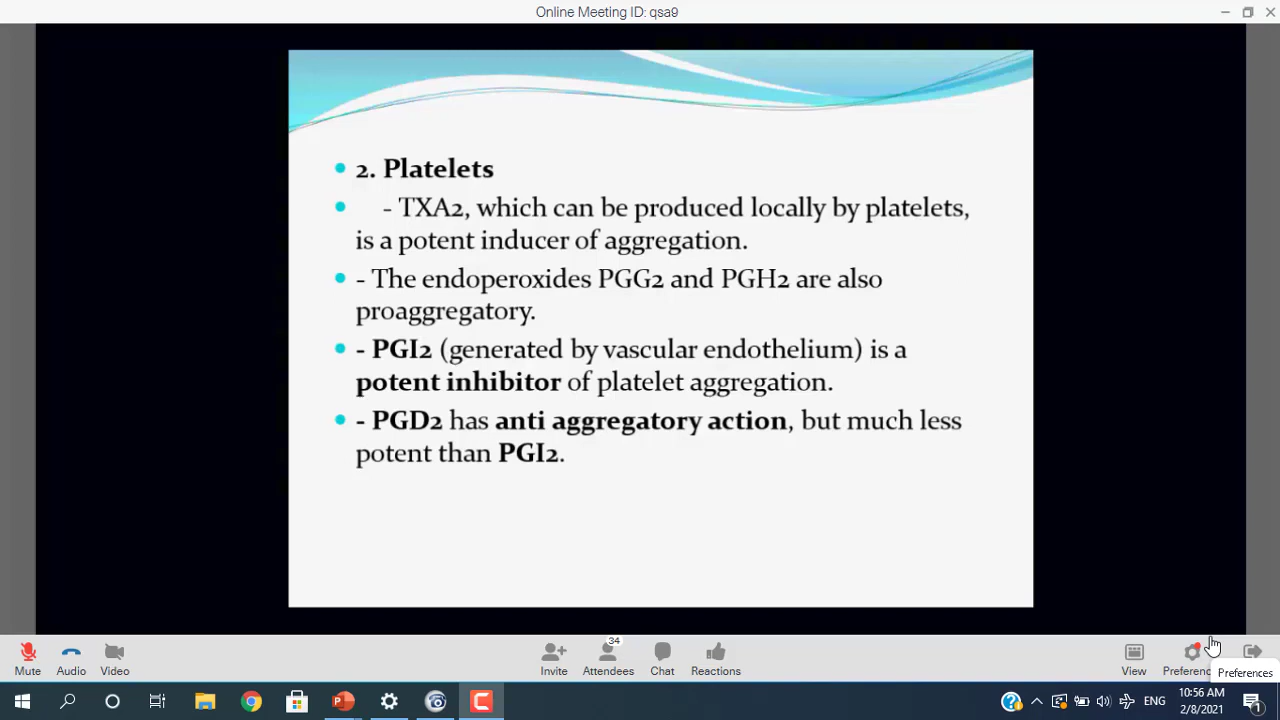 Online Meeting ID: qsa9
2. Platelets
- TXA2, which can be produced locally by platelets,
is a potent inducer of aggregation.
- The endoperoxides PGG2 and PGH2 are also
proaggregatory.
- PGI2 (generated by vascular endothelium) is a
potent inhibitor of platelet aggregation.
- PGD2 has anti aggregatory action, but much less
potent than PGI2.
34
Mute Audio Video Invite Attendees Chat Reactions View Preferenc
Preferences
10:56 AM
ENG
2/8/2021
1